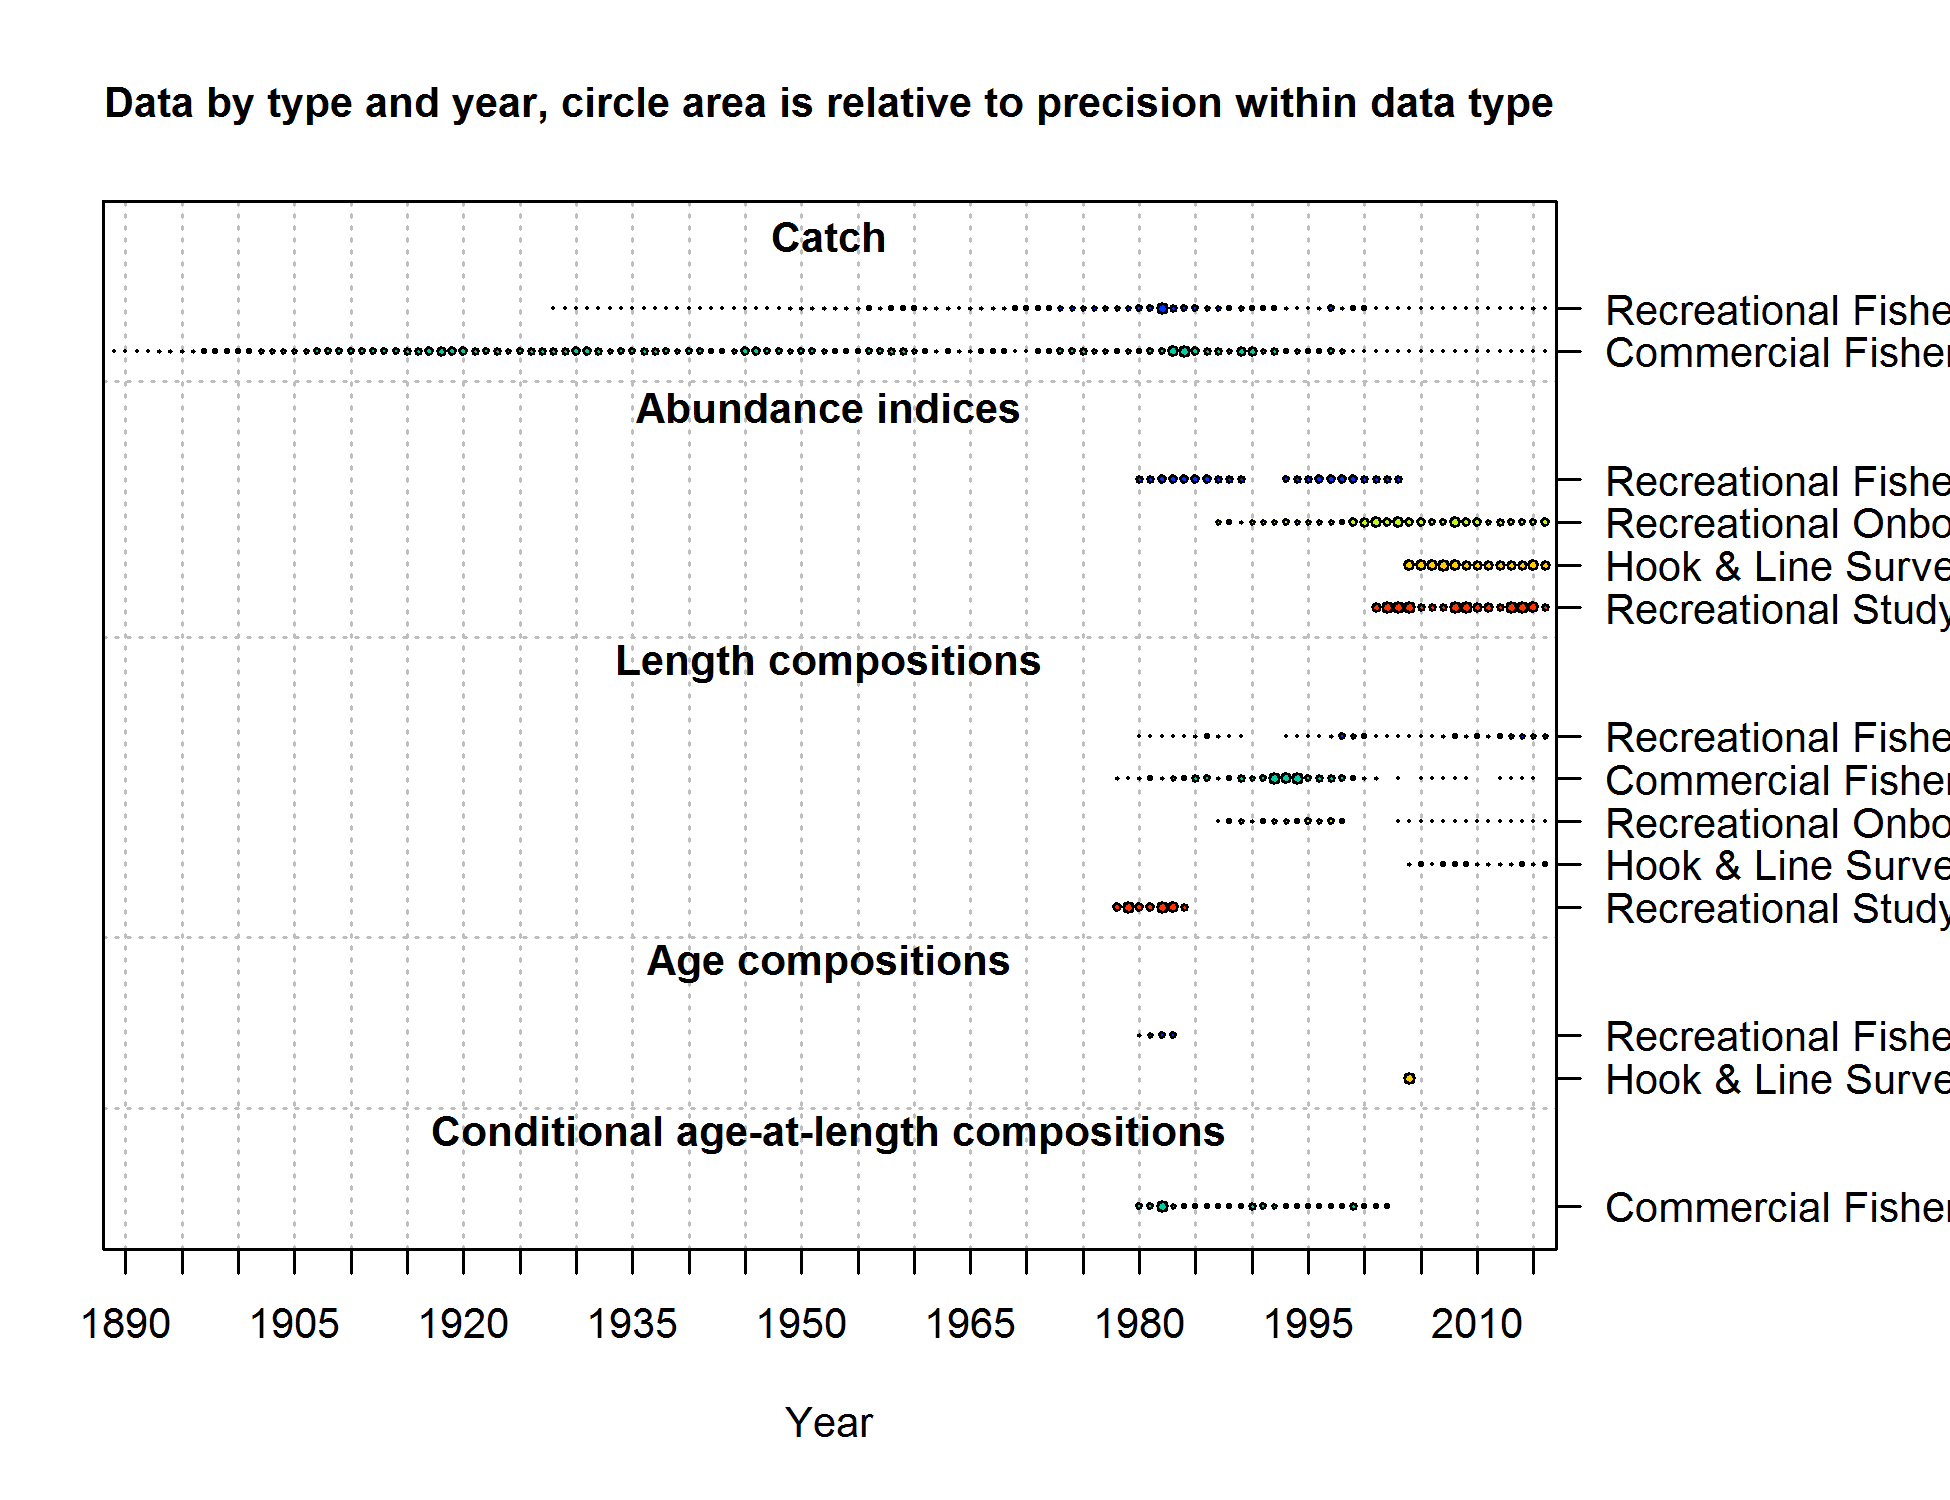 Data by type and year, circle area is relative to precision within data type
Catch
Recreational Fishe
Commercial Fisher
Abundance indices
Recreational Fishe
Recreational Onbo
Hook & Line Surve
Recreational Study
Length compositions
Recreational Fishe
Commercial Fisher
Recreational Onbo
Hook & Line Surve
Recreational Study
Age compositions
Recreational Fishe
Hook & Line Surve
Conditional age-at-length compositions
Commercial Fisher
1890 1905 1920 1935 1950 1965 1980 1995 2010
Year